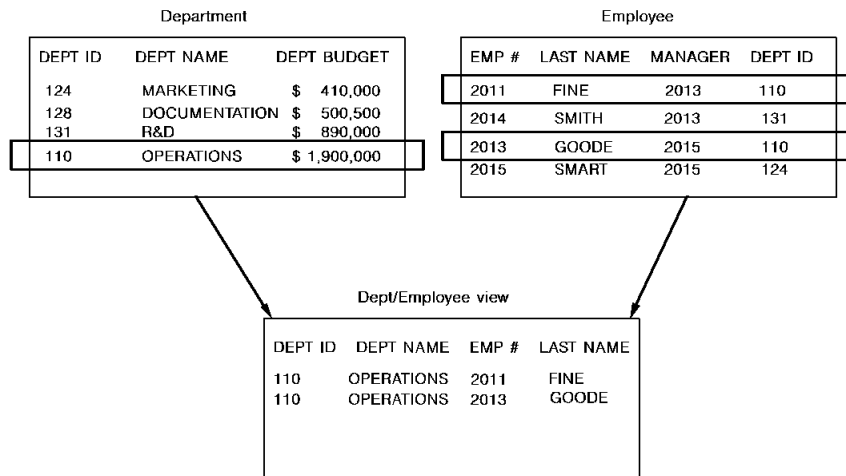 Department
DEPT ID DEPT NAME DEPT BUDGET
124 MARKETING $ 410,000
128 DOCUMENTATION $ 500,500
131 R&D $ 890,000
110 OPERATIONS $ 1,900,000
Employee
EMP # LAST NAME MANAGER DEPT ID
2011 FINE 2013 110
2014 SMITH 2013 131
2013 GOODE 2015 110
2015 SMART 2015 124
Dept/Employee view
DEPT ID DEPT NAME EMP # LAST NAME
110 OPERATIONS 2011 FINE
110 OPERATIONS 2013 GOODE